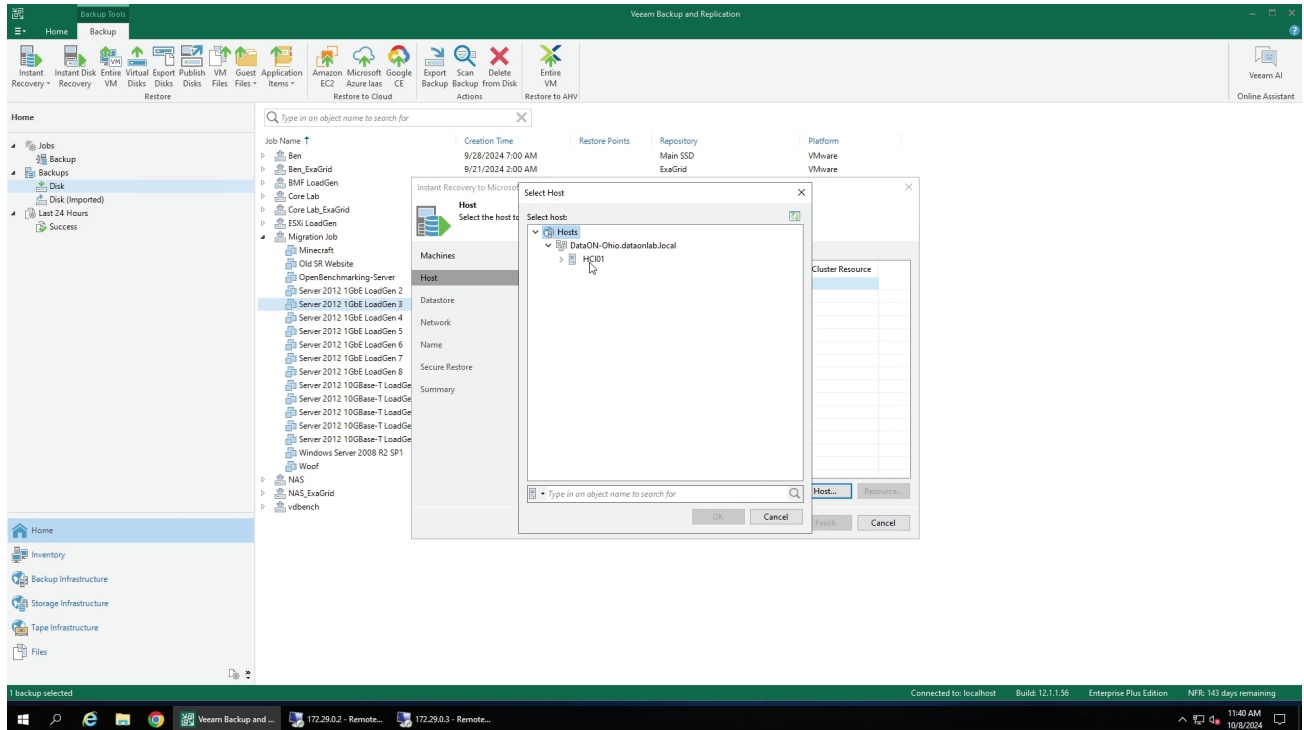 Backup Tools
Veeam Backup and Replication
Home Backup
Instant Recovery
Instant Disk Recovery
Entire VM
Virtual Disks
Export Disks
Publish Disks
VM Files
Guest Files
Application Items
Amazon EC2
Microsoft Azure Iaas
Google CE
Export Backup
Scan Backup
Delete from Disk
Entire VM
Veeam AI
Restore
Restore to Cloud
Actions
Restore to AHV
Online Assistant
Home
Jobs
Backup
Backups
Disk
Disk (Imported)
Last 24 Hours
Success
Type in an object name to search for
Job Name Creation Time Restore Points Repository Platform
Ben 9/28/2024 7:00 AM Main SSD VMware
Ben_ExaGrid 9/21/2024 2:00 AM ExaGrid VMware
BMF LoadGen
Core Lab
Core Lab_ExaGrid
ESXi LoadGen
Migration Job
Minecraft
Old SR Website
OpenBenchmarking-Server
Server 2012 1GbE LoadGen 2
Server 2012 1GbE LoadGen 3
Server 2012 1GbE LoadGen 4
Server 2012 1GbE LoadGen 5
Server 2012 1GbE LoadGen 6
Server 2012 1GbE LoadGen 7
Server 2012 1GbE LoadGen 8
Server 2012 10GBase-T LoadGe
Server 2012 10GBase-T LoadGe
Server 2012 10GBase-T LoadGe
Server 2012 10GBase-T LoadGe
Server 2012 10GBase-T LoadGe
Windows Server 2008 R2 SP1
Woof
NAS
NAS_ExaGrid
vdbench
Instant Recovery to Microsof
Host
Select the host to
Machines
Host
Datastore
Network
Name
Secure Restore
Summary
Cluster Resource
Host... Resource...
Finish Cancel
Select Host
Select host:
Hosts
DataON-Ohio.dataonlab.local
HCI01
Type in an object name to search for
OK Cancel
Home
Inventory
Backup Infrastructure
Storage Infrastructure
Tape Infrastructure
Files
1 backup selected
Connected to: localhost Build: 12.1.1.56 Enterprise Plus Edition NFR: 143 days remaining
Veeam Backup and ... 172.29.0.2 - Remote... 172.29.0.3 - Remote...
11:40 AM
10/8/2024